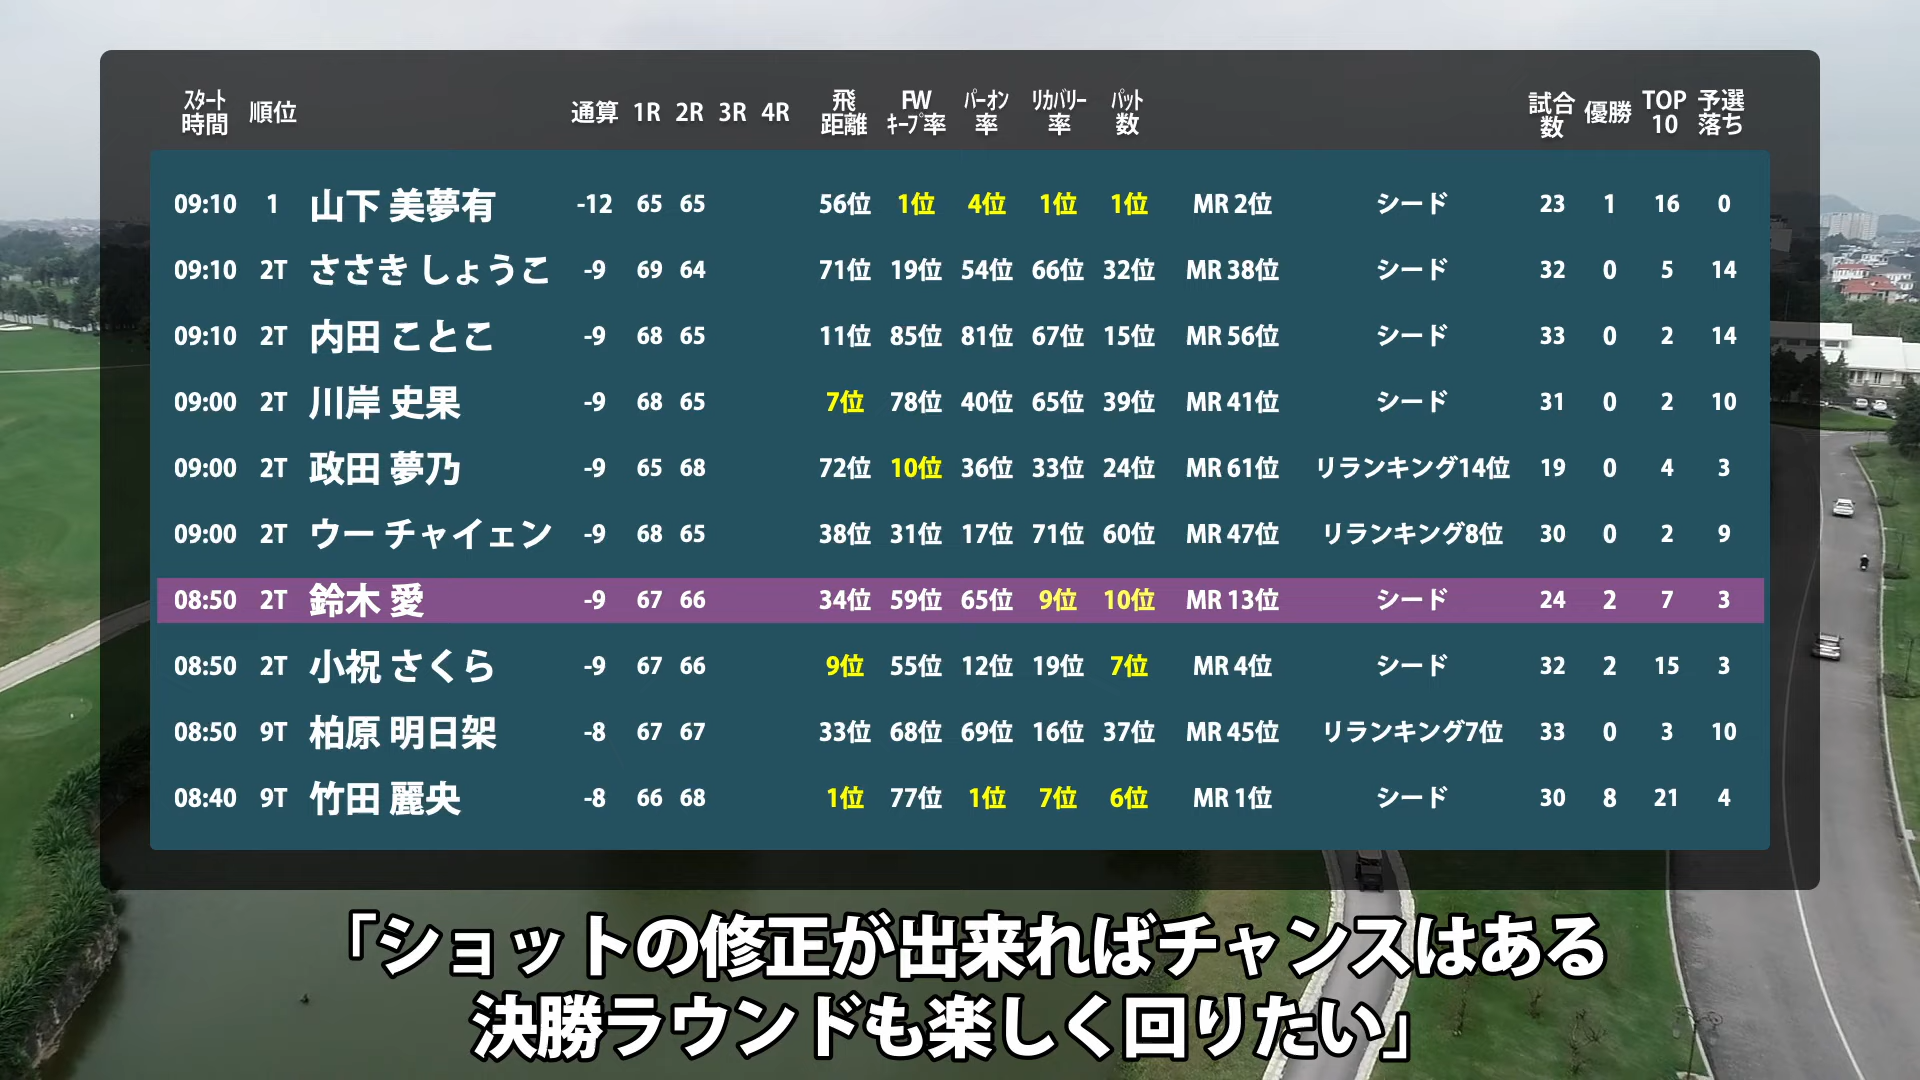 スタート時間 順位 通算 1R 2R 3R 4R 飛距離 FWキープ率 パーオン率 リカバリー率 パット数 試合数 優勝 TOP10 予選落ち
09:10 1 山下 美夢有 -12 65 65 56位 1位 4位 1位 1位 MR 2位 シード 23 1 16 0
09:10 2T ささき しょうこ -9 69 64 71位 19位 54位 66位 32位 MR 38位 シード 32 0 5 14
09:10 2T 内田 ことこ -9 68 65 11位 85位 81位 67位 15位 MR 56位 シード 33 0 2 14
09:00 2T 川岸 史果 -9 68 65 7位 78位 40位 65位 39位 MR 41位 シード 31 0 2 10
09:00 2T 政田 夢乃 -9 65 68 72位 10位 36位 33位 24位 MR 61位 リランキング14位 19 0 4 3
09:00 2T ウー チャイェン -9 68 65 38位 31位 17位 71位 60位 MR 47位 リランキング8位 30 0 2 9
08:50 2T 鈴木 愛 -9 67 66 34位 59位 65位 9位 10位 MR 13位 シード 24 2 7 3
08:50 2T 小祝 さくら -9 67 66 9位 55位 12位 19位 7位 MR 4位 シード 32 2 15 3
08:50 9T 柏原 明日架 -8 67 67 33位 68位 69位 16位 37位 MR 45位 リランキング7位 33 0 3 10
08:40 9T 竹田 麗央 -8 66 68 1位 77位 1位 7位 6位 MR 1位 シード 30 8 21 4
「ショットの修正が出来ればチャンスはある
決勝ラウンドも楽しく回りたい」